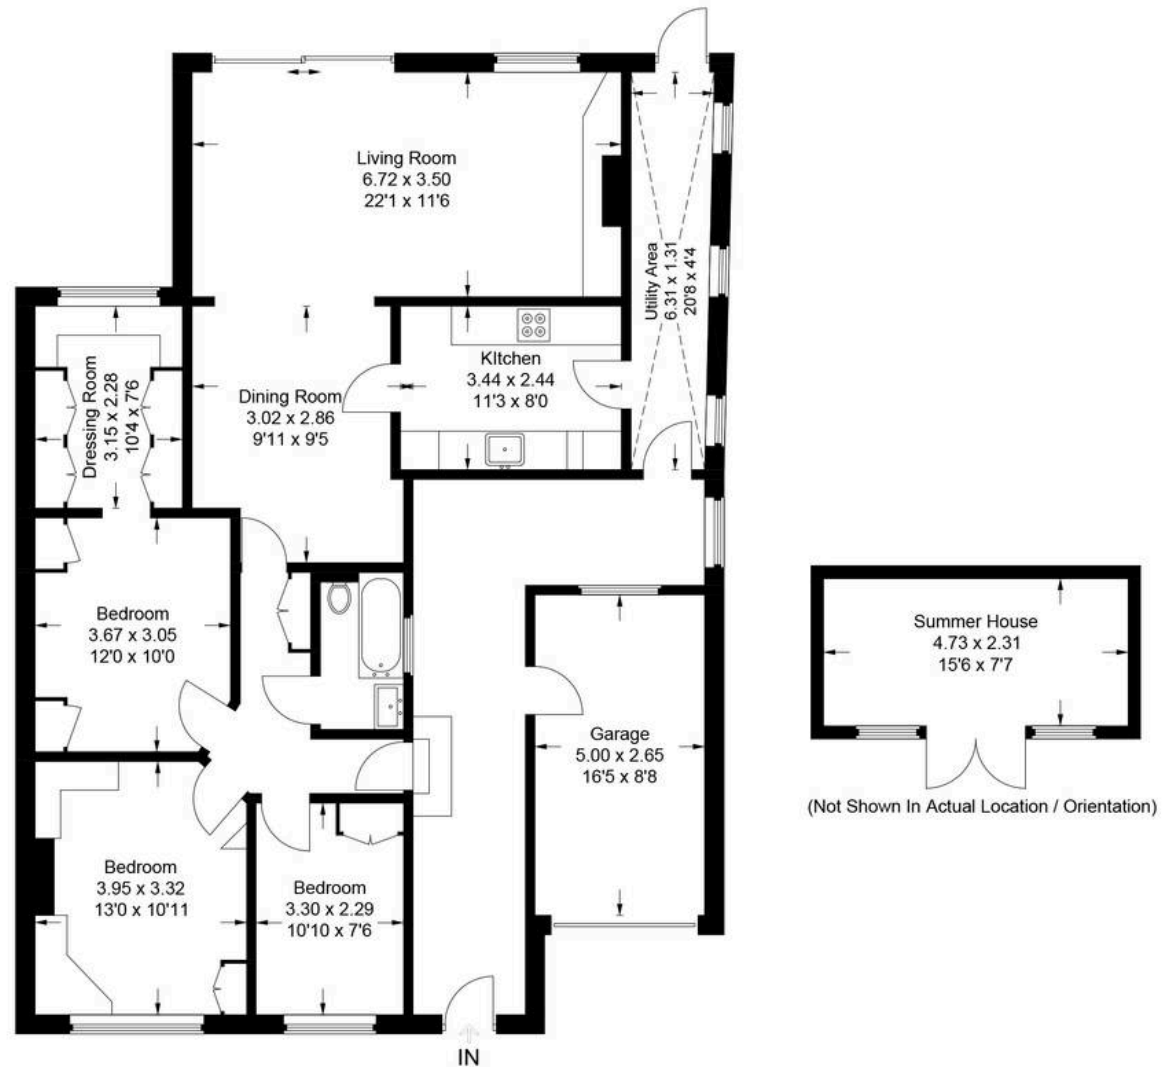 Living Room
6.72 x 3.50
22'1 x 11'6
Utility Area
6.31 x 1.31
20'8 x 4'4
KItchen
3.44 x 2.44
11'3 x 8'0
Dressing Room
3.15 x 2.28
10'4 x 7'6
Dining Room
3.02 x 2.86
9'11 x 9'5
Bedroom
3.67 x 3.05
12'0 x 10'0
Summer House
4.73 x 2.31
15'6 x 7'7
(Not Shown In Actual Location / Orientation)
Garage
5.00 x 2.65
16'5 x 8'8
Bedroom
3.95 x 3.32
13'0 x 10'11
Bedroom
3.30 x 2.29
10'10 x 7'6
IN